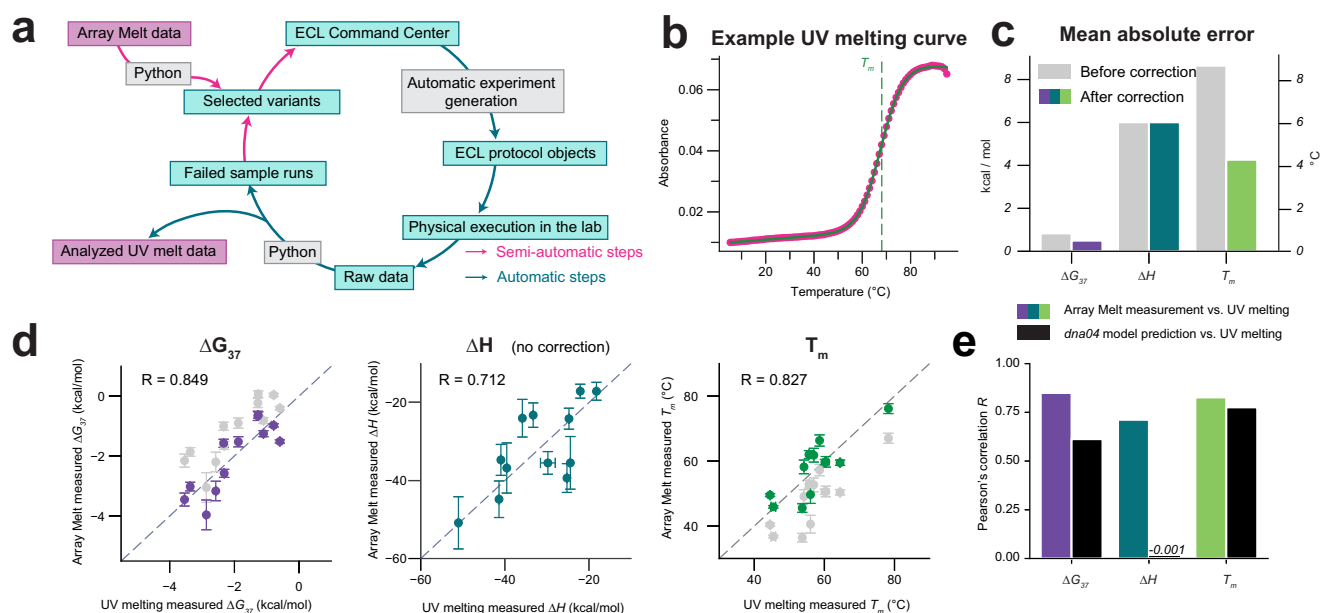 a
Array Melt data
Python
Selected variants
ECL Command Center
Automatic experiment
generation
ECL protocol objects
Physical execution in the lab
Raw data
Python
Failed sample runs
Analyzed UV melt data
Semi-automatic steps
Automatic steps
b
Example UV melting curve
Tm
Absorbance
0.06
0.04
0.02
20 40 60 80
Temperature (°C)
c
Mean absolute error
Before correction
After correction
kcal / mol
8
6
4
2
0
8
6
4
2
0
°C
ΔG37 ΔH Tm
d
ΔG37
R = 0.849
Array Melt measured ΔG37 (kcal/mol)
0
−2
−4
−4 −2 0
UV melting measured ΔG37 (kcal/mol)
ΔH (no correction)
R = 0.712
Array Melt measured ΔH (kcal/mol)
−20
−40
−60
−60 −40 −20
UV melting measured ΔH (kcal/mol)
Tm
R = 0.827
Array Melt measured Tm (°C)
80
60
40
40 60 80
UV melting measured Tm (°C)
Array Melt measurement vs. UV melting
dna04 model prediction vs. UV melting
e
Pearson's correlation R
1.00
0.75
0.50
0.25
0.00
-0.001
ΔG37 ΔH Tm